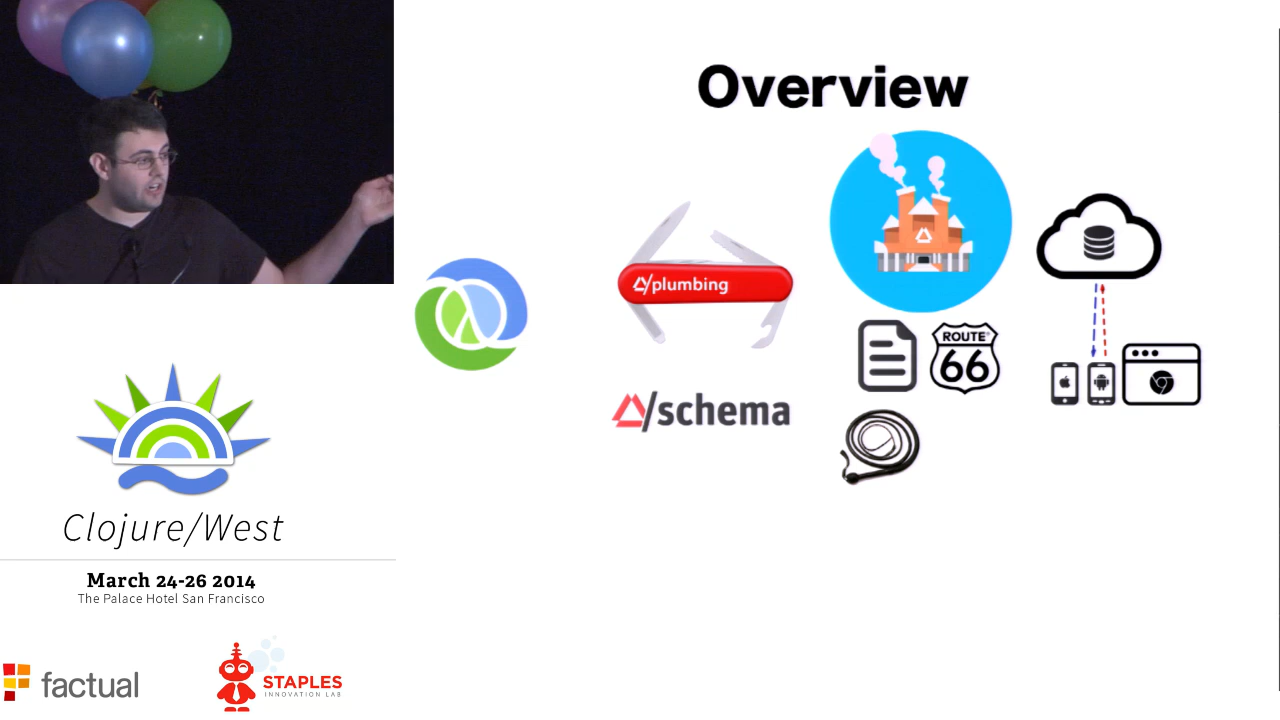 Overview
/plumbing
/schema
ROUTE
66
Clojure/West
March 24-26 2014
The Palace Hotel San Francisco
factual
STAPLES
INNOVATION LAB